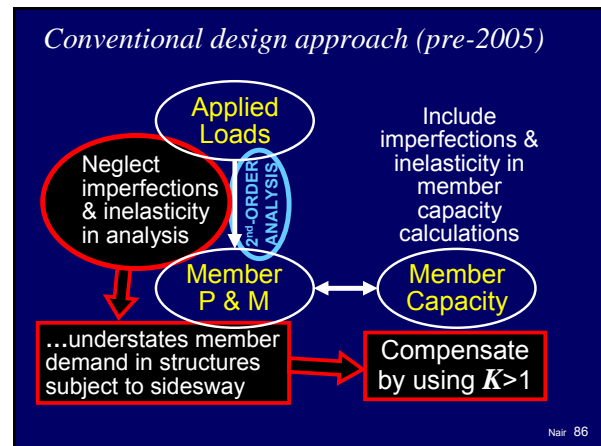 Conventional design approach (pre-2005)
Applied
Loads
Neglect
imperfections
& inelasticity
in analysis
2nd-ORDER
ANALYSIS
Include
imperfections &
inelasticity in
member
capacity
calculations
Member
P & M
Member
Capacity
...understates member
demand in structures
subject to sidesway
Compensate
by using K>1
Nair 86